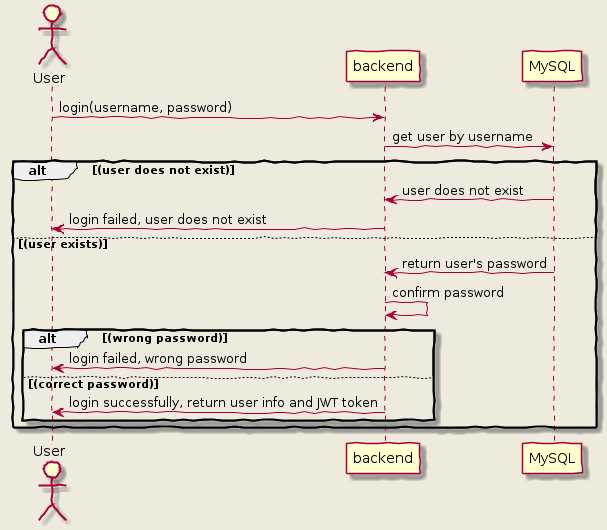 User
backend
MySQL
login(username, password)
get user by username
alt
[(user does not exist)]
user does not exist
login failed, user does not exist
[(user exists)]
return user's password
confirm password
alt
[(wrong password)]
login failed, wrong password
[(correct password)]
login successfully, return user info and JWT token
User
backend
MySQL